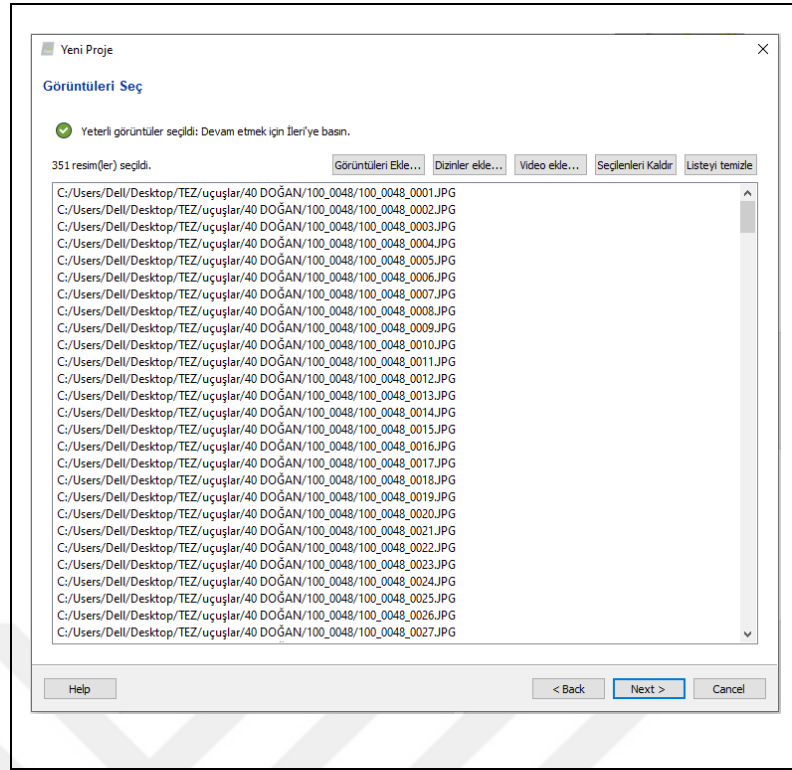 Yeni Proje
Görüntüleri Seç
Yeterli görüntüler seçildi: Devam etmek için İleri'ye basın.
351 resim(ler) seçildi. Görüntüleri Ekle... Dizinler ekle... Video ekle... Seçilenleri Kaldır Listeyi temizle
C:/Users/Dell/Desktop/TEZ/uçuşlar/40 DOĞAN/100_0048/100_0048_0001.JPG
C:/Users/Dell/Desktop/TEZ/uçuşlar/40 DOĞAN/100_0048/100_0048_0002.JPG
C:/Users/Dell/Desktop/TEZ/uçuşlar/40 DOĞAN/100_0048/100_0048_0003.JPG
C:/Users/Dell/Desktop/TEZ/uçuşlar/40 DOĞAN/100_0048/100_0048_0004.JPG
C:/Users/Dell/Desktop/TEZ/uçuşlar/40 DOĞAN/100_0048/100_0048_0005.JPG
C:/Users/Dell/Desktop/TEZ/uçuşlar/40 DOĞAN/100_0048/100_0048_0006.JPG
C:/Users/Dell/Desktop/TEZ/uçuşlar/40 DOĞAN/100_0048/100_0048_0007.JPG
C:/Users/Dell/Desktop/TEZ/uçuşlar/40 DOĞAN/100_0048/100_0048_0008.JPG
C:/Users/Dell/Desktop/TEZ/uçuşlar/40 DOĞAN/100_0048/100_0048_0009.JPG
C:/Users/Dell/Desktop/TEZ/uçuşlar/40 DOĞAN/100_0048/100_0048_0010.JPG
C:/Users/Dell/Desktop/TEZ/uçuşlar/40 DOĞAN/100_0048/100_0048_0011.JPG
C:/Users/Dell/Desktop/TEZ/uçuşlar/40 DOĞAN/100_0048/100_0048_0012.JPG
C:/Users/Dell/Desktop/TEZ/uçuşlar/40 DOĞAN/100_0048/100_0048_0013.JPG
C:/Users/Dell/Desktop/TEZ/uçuşlar/40 DOĞAN/100_0048/100_0048_0014.JPG
C:/Users/Dell/Desktop/TEZ/uçuşlar/40 DOĞAN/100_0048/100_0048_0015.JPG
C:/Users/Dell/Desktop/TEZ/uçuşlar/40 DOĞAN/100_0048/100_0048_0016.JPG
C:/Users/Dell/Desktop/TEZ/uçuşlar/40 DOĞAN/100_0048/100_0048_0017.JPG
C:/Users/Dell/Desktop/TEZ/uçuşlar/40 DOĞAN/100_0048/100_0048_0018.JPG
C:/Users/Dell/Desktop/TEZ/uçuşlar/40 DOĞAN/100_0048/100_0048_0019.JPG
C:/Users/Dell/Desktop/TEZ/uçuşlar/40 DOĞAN/100_0048/100_0048_0020.JPG
C:/Users/Dell/Desktop/TEZ/uçuşlar/40 DOĞAN/100_0048/100_0048_0021.JPG
C:/Users/Dell/Desktop/TEZ/uçuşlar/40 DOĞAN/100_0048/100_0048_0022.JPG
C:/Users/Dell/Desktop/TEZ/uçuşlar/40 DOĞAN/100_0048/100_0048_0023.JPG
C:/Users/Dell/Desktop/TEZ/uçuşlar/40 DOĞAN/100_0048/100_0048_0024.JPG
C:/Users/Dell/Desktop/TEZ/uçuşlar/40 DOĞAN/100_0048/100_0048_0025.JPG
C:/Users/Dell/Desktop/TEZ/uçuşlar/40 DOĞAN/100_0048/100_0048_0026.JPG
C:/Users/Dell/Desktop/TEZ/uçuşlar/40 DOĞAN/100_0048/100_0048_0027.JPG
Help < Back Next > Cancel